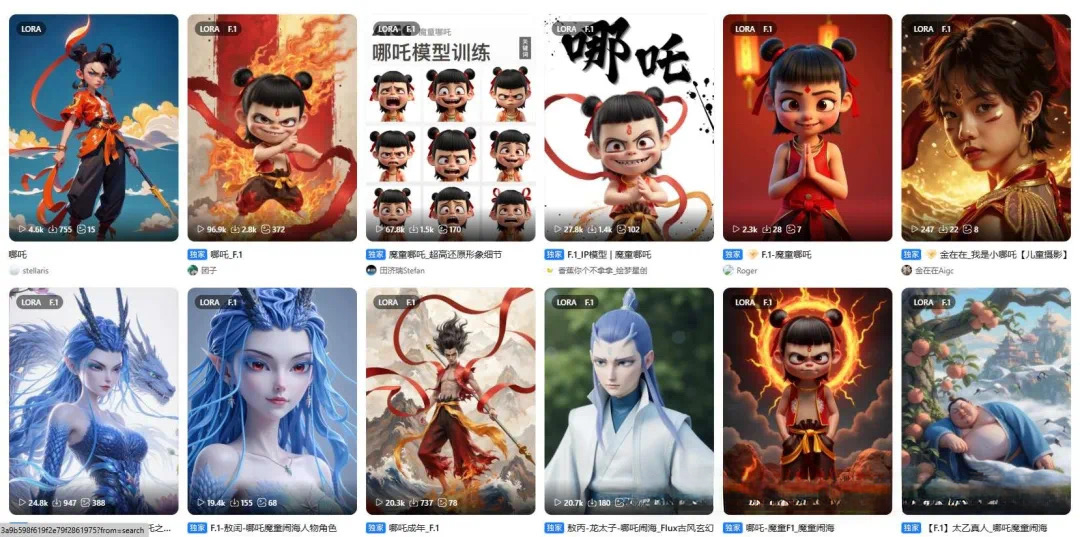 LORA
LORA F.1
LORA F.1
魔童哪吒
哪吒模型训练
关键词
LORA F.1
哪吒
LORA F.1
LORA F.1
4.6k 755 15
96.9k 2.8k 372
67.8k 1.5k 170
27.8k 1.4k 102
2.3k 28 7
247 22 8
哪吒
独家 哪吒_F.1
独家 魔童哪吒_超高还原形象细节
独家 F.1_IP模型 | 魔童哪吒
独家 F.1-魔童哪吒
独家 金在在_我是小哪吒【儿童摄影】
stellaris
团子
田济瑞Stefan
香蕉你个不拿拿_绘梦星创
Roger
金在在Aigc
LORA F.1
LORA F.1
LORA F.1
LORA F.1
LORA F.1
LORA F.1
24.8k 947 388
19.4k 155 68
20.3k 737 78
20.7k 180
吒之...
独家 F.1-敖闰-哪吒魔童闹海人物角色
独家 哪吒成年_F.1
独家 敖丙-龙太子-哪吒闹海_Flux古风玄幻
独家 哪吒-魔童F1_魔童闹海
独家 【F.1】太乙真人_哪吒魔童闹海
3a9b598f619f2e79f2861975?from=search